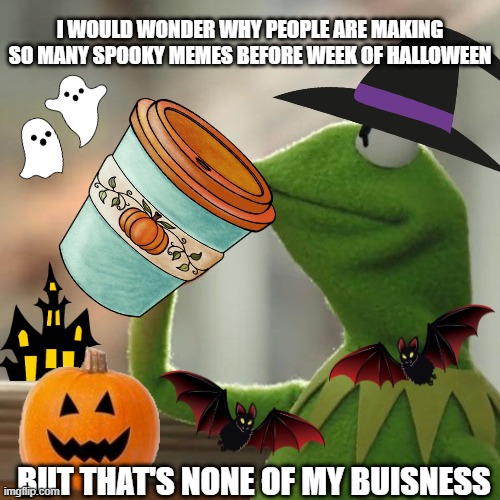 I WOULD WONDER WHY PEOPLE ARE MAKING
SO MANY SPOOKY MEMES BEFORE WEEK OF HALLOWEEN
BUT THAT'S NONE OF MY BUISNESS
imgflip.com